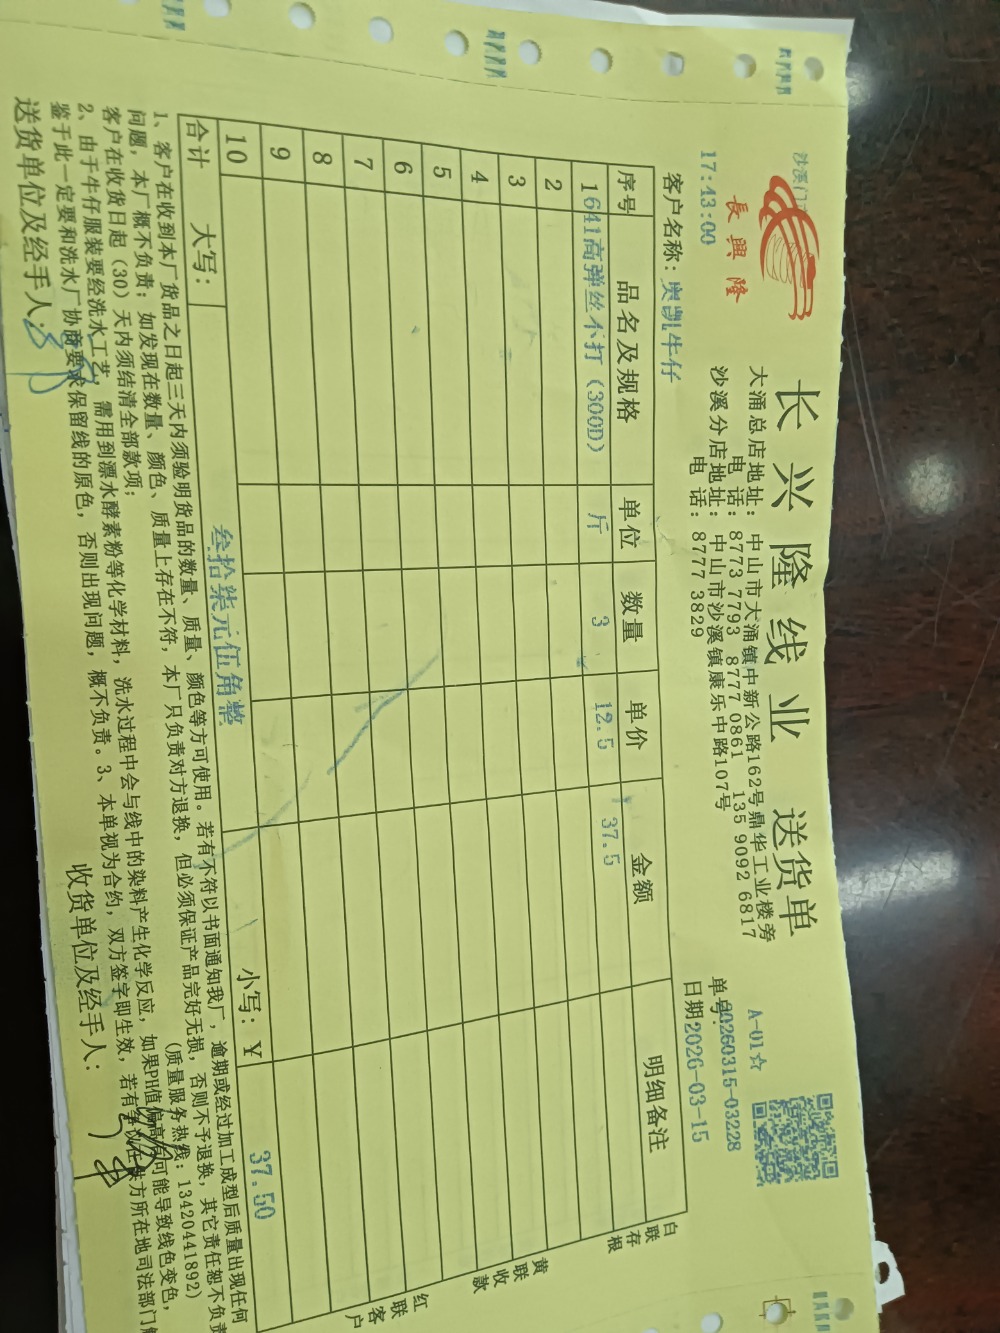 沙溪门
長興隆
17:43:00
长兴隆线业 送货单
大涌总店地址：中山市大涌镇中新公路162号鼎华工业楼旁
电 话：8773 7793 8777 0861 135 9092 6817
沙溪分店地址：中山市沙溪镇康乐中路107号
电 话：8777 3829
A-01☆
单号：20260315-03228
日期：2026-03-15
客户名称：奥凯牛仔
序号 品名及规格 单位 数量 单价 金额 明细备注
1 641高弹丝不打（300D） 斤 3 12.5 37.5
2
3
4
5
6
7
8
9
10
合计 大写： 叁拾柒元伍角整 小写：￥ 37.50
白联存根
黄联收款
红联客户
1、客户在收到本厂货品之日起三天内须验明货品的数量、质量、颜色等方可使用。若有不符以书面通知我厂，逾期或经过加工成型后质量出现任何
问题，本厂概不负责；如发现在数量、颜色、质量上存在不符，本厂只负责对方退换，但必须保证产品完好无损，否则不予退换，其它责任恕不负责
客户在收货日起（30）天内须结清全部款项； （质量服务热线：13420441892）
2、由于牛仔服装要经洗水工艺，需用到漂水酵素粉等化学材料，洗水过程中会与线中的染料产生化学反应，如果PH值偏高有可能导致线色变色，
鉴于此一定要和洗水厂协商要求保留线的原色，否则出现问题，概不负责。3、本单视为合约，双方签字即生效，若有争议在供方所在地司法部门
送货单位及经手人： 收货单位及经手人：